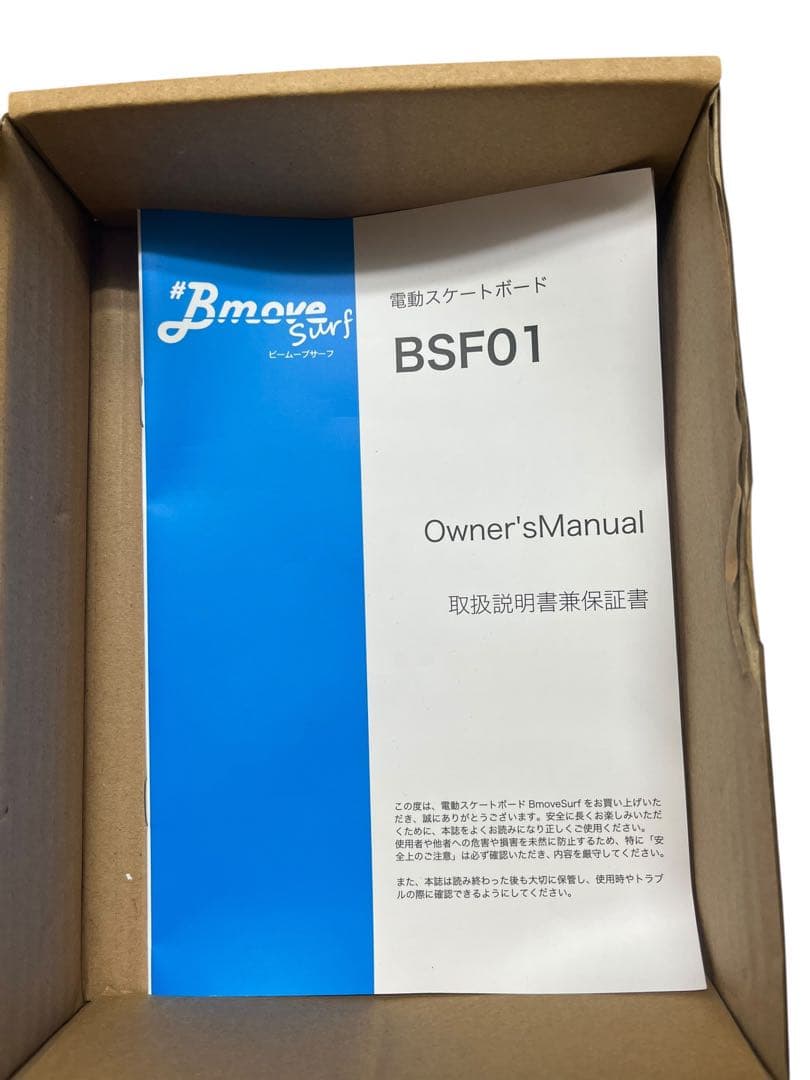 #Bmove
Surf
ビームーブサーフ
電動スケートボード
BSF01
Owner'sManual
取扱説明書兼保証書
この度は、電動スケートボード BmoveSurf をお買い上げいた
だき、誠にありがとうございます。安全に長くお楽しみいただ
くために、本誌をよくお読みになり正しくご使用ください。
使用者や他者への危害や損害を未然に防止するため、特に「安
全上のご注意」は必ず確認いただき、内容を厳守してください。
また、本誌は読み終わった後も大切に保管し、使用時やトラブ
ルの際に確認できるようにしてください。